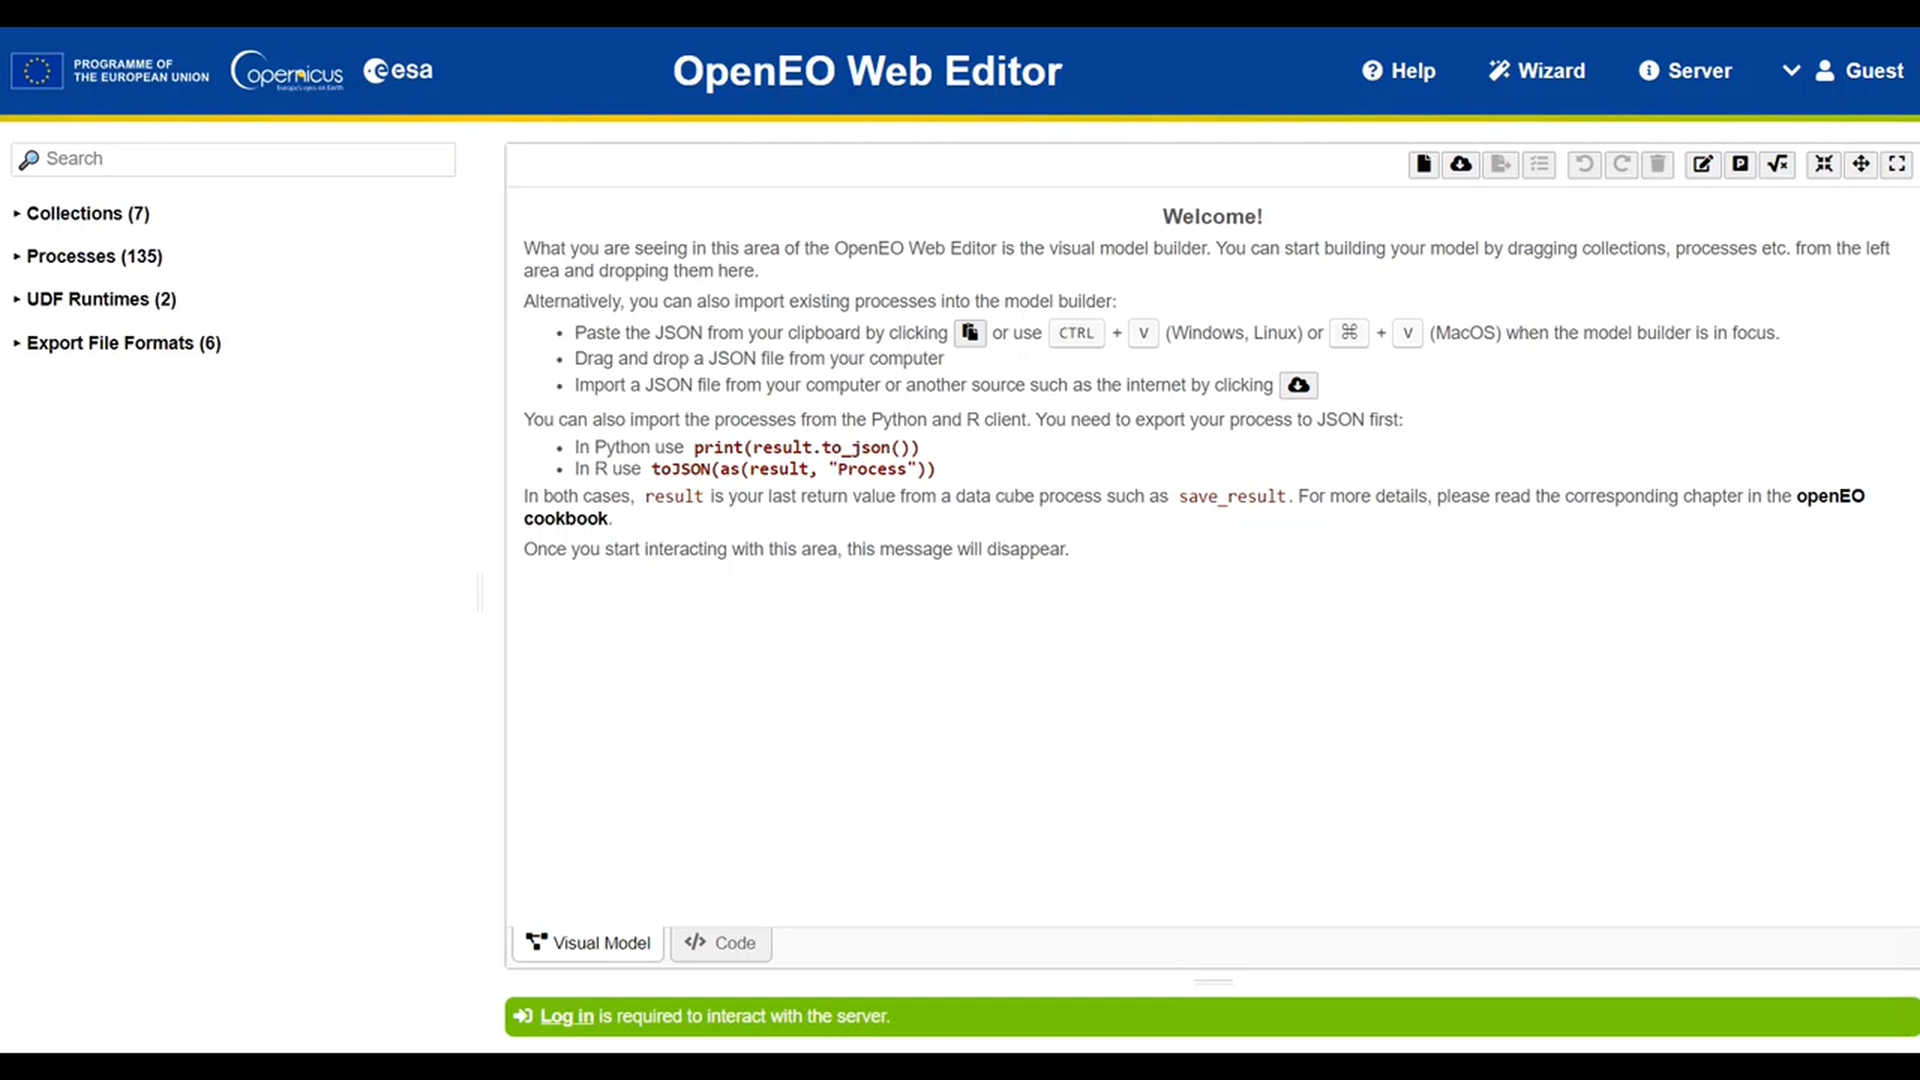 PROGRAMME OF
THE EUROPEAN UNION
opernicus
Europe's eyes on Earth
esa
OpenEO Web Editor
Help
Wizard
Server
Guest
Search
Collections (7)
Processes (135)
UDF Runtimes (2)
Export File Formats (6)
Welcome!
What you are seeing in this area of the OpenEO Web Editor is the visual model builder. You can start building your model by dragging collections, processes etc. from the left
area and dropping them here.
Alternatively, you can also import existing processes into the model builder:
• Paste the JSON from your clipboard by clicking or use CTRL + V (Windows, Linux) or ⌘ + V (MacOS) when the model builder is in focus.
• Drag and drop a JSON file from your computer
• Import a JSON file from your computer or another source such as the internet by clicking
You can also import the processes from the Python and R client. You need to export your process to JSON first:
• In Python use print(result.to_json())
• In R use toJSON(as(result, "Process"))
In both cases, result is your last return value from a data cube process such as save_result. For more details, please read the corresponding chapter in the openEO
cookbook.
Once you start interacting with this area, this message will disappear.
Visual Model
</> Code
Log in is required to interact with the server.